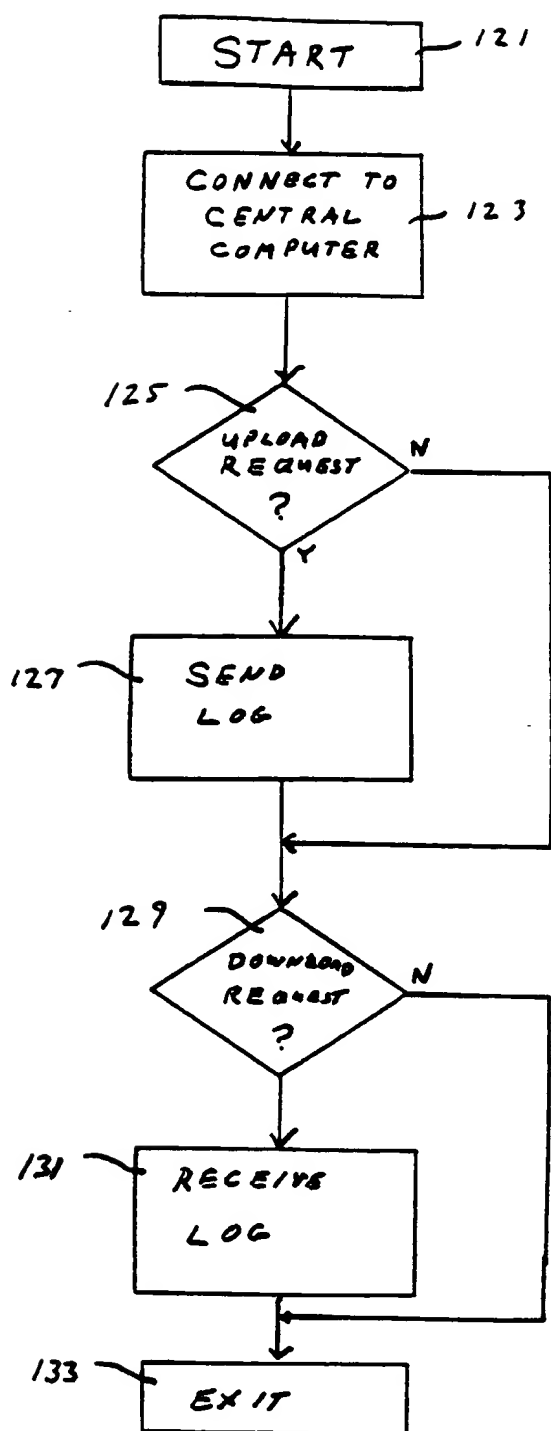 START
121
CONNECT TO
CENTRAL
COMPUTER
123
125
UPLOAD
REQUEST
?
N
Y
127
SEND
LOG
129
DOWNLOAD
REQUEST
?
N
131
RECEIVE
LOG
133
EXIT